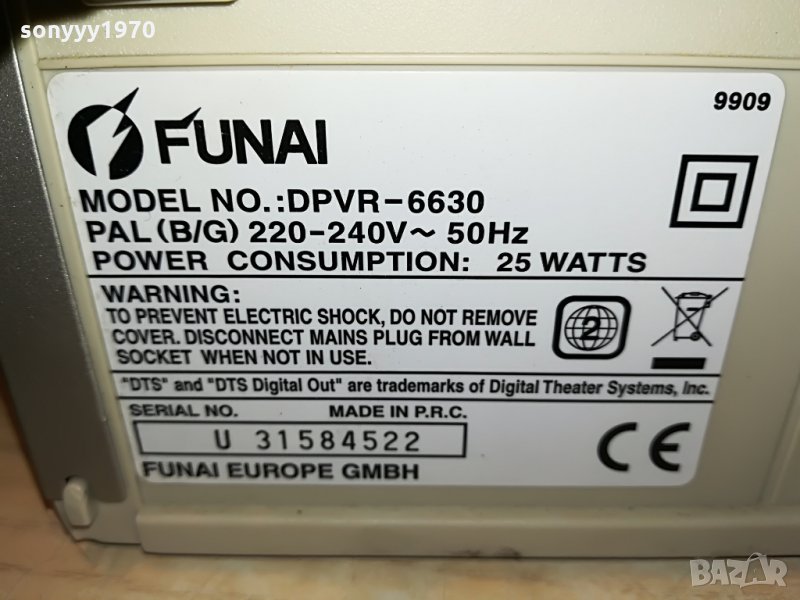 sonyyy1970
9909
FUNAI
MODEL NO.:DPVR-6630
PAL(B/G) 220-240V~ 50Hz
POWER CONSUMPTION: 25 WATTS
WARNING:
TO PREVENT ELECTRIC SHOCK, DO NOT REMOVE
COVER. DISCONNECT MAINS PLUG FROM WALL
SOCKET WHEN NOT IN USE.
2
"DTS" and "DTS Digital Out" are trademarks of Digital Theater Systems, Inc.
SERIAL NO. MADE IN P.R.C.
U 31584522
CE
FUNAI EUROPE GMBH
BAZAR